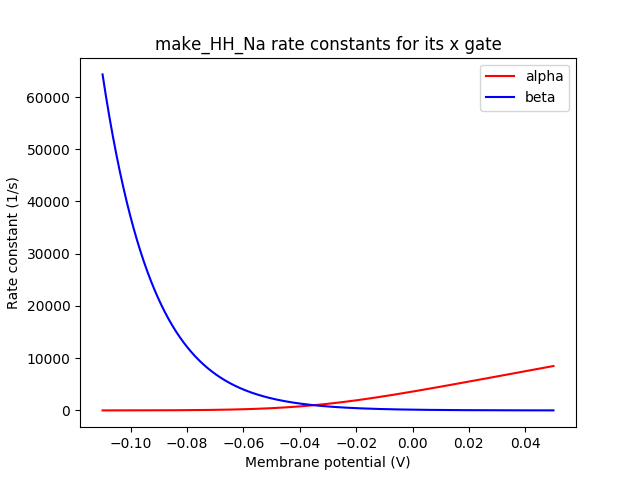 make_HH_Na rate constants for its x gate
alpha
beta
Rate constant (1/s)
60000
50000
40000
30000
20000
10000
0
−0.10 −0.08 −0.06 −0.04 −0.02 0.00 0.02 0.04
Membrane potential (V)